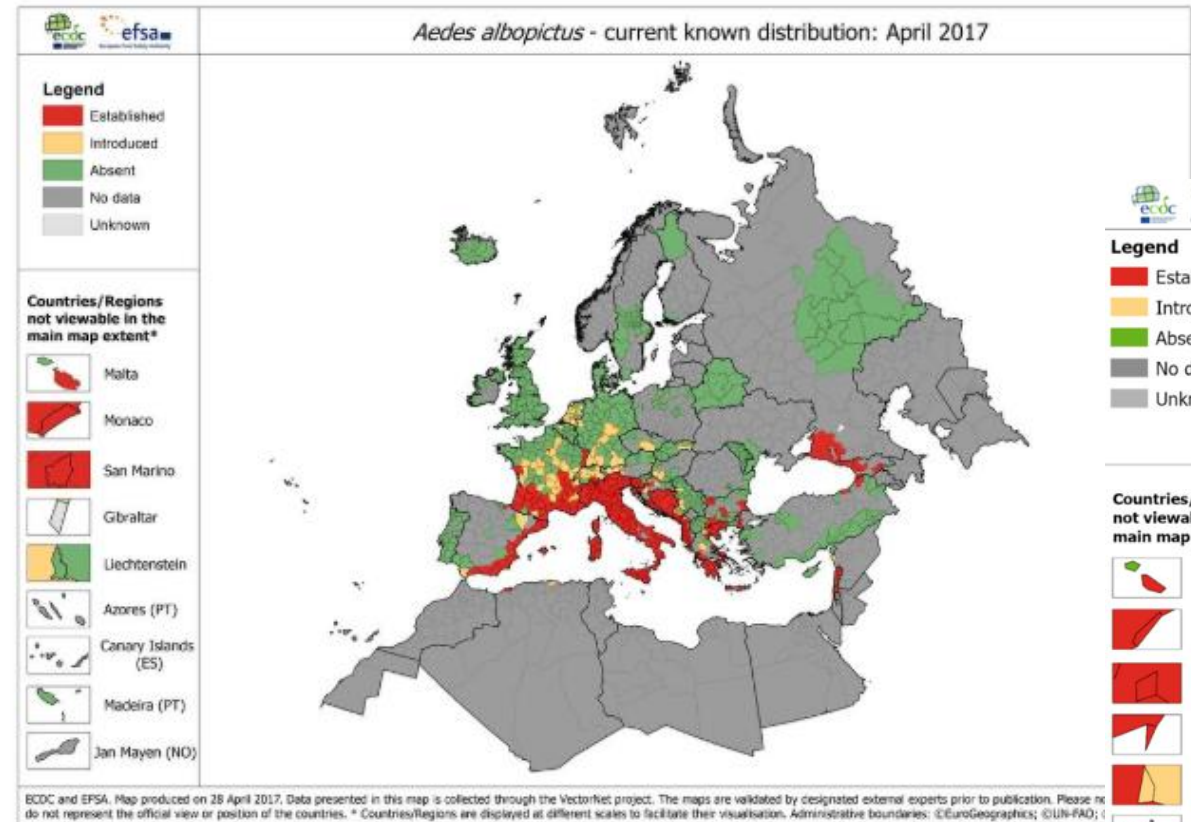 ecdc
efsa
European Food Safety Authority
Aedes albopictus - current known distribution: April 2017
Legend
Established
Introduced
Absent
No data
Unknown
Countries/Regions
not viewable in the
main map extent*
Malta
Monaco
San Marino
Gibraltar
Liechtenstein
Azores (PT)
Canary Islands
(ES)
Madeira (PT)
Jan Mayen (NO)
ECDC and EFSA. Map produced on 28 April 2017. Data presented in this map is collected through the VectorNet project. The maps are validated by designated external experts prior to publication. Please
do not represent the official view or position of the countries. * Countries/Regions are displayed at different scales to facilitate their visualisation. Administrative boundaries: ©EuroGeographics; ©UN-FAO;
ecdc
Legend
Esta
Intro
Abse
No d
Unkn
Countries/
not viewa
main map